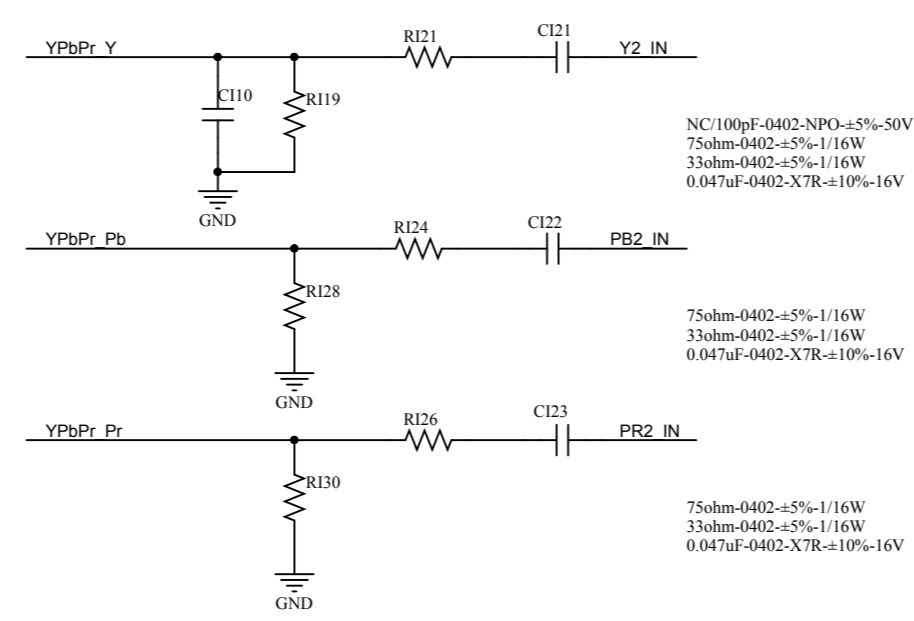 YPbPr_Y
RI21
CI21
Y2_IN
CI10
RI19
NC/100pF-0402-NPO-±5%-50V
75ohm-0402-±5%-1/16W
33ohm-0402-±5%-1/16W
0.047uF-0402-X7R-±10%-16V
GND
YPbPr_Pb
RI24
CI22
PB2_IN
RI28
75ohm-0402-±5%-1/16W
33ohm-0402-±5%-1/16W
0.047uF-0402-X7R-±10%-16V
GND
YPbPr_Pr
RI26
CI23
PR2_IN
RI30
75ohm-0402-±5%-1/16W
33ohm-0402-±5%-1/16W
0.047uF-0402-X7R-±10%-16V
GND